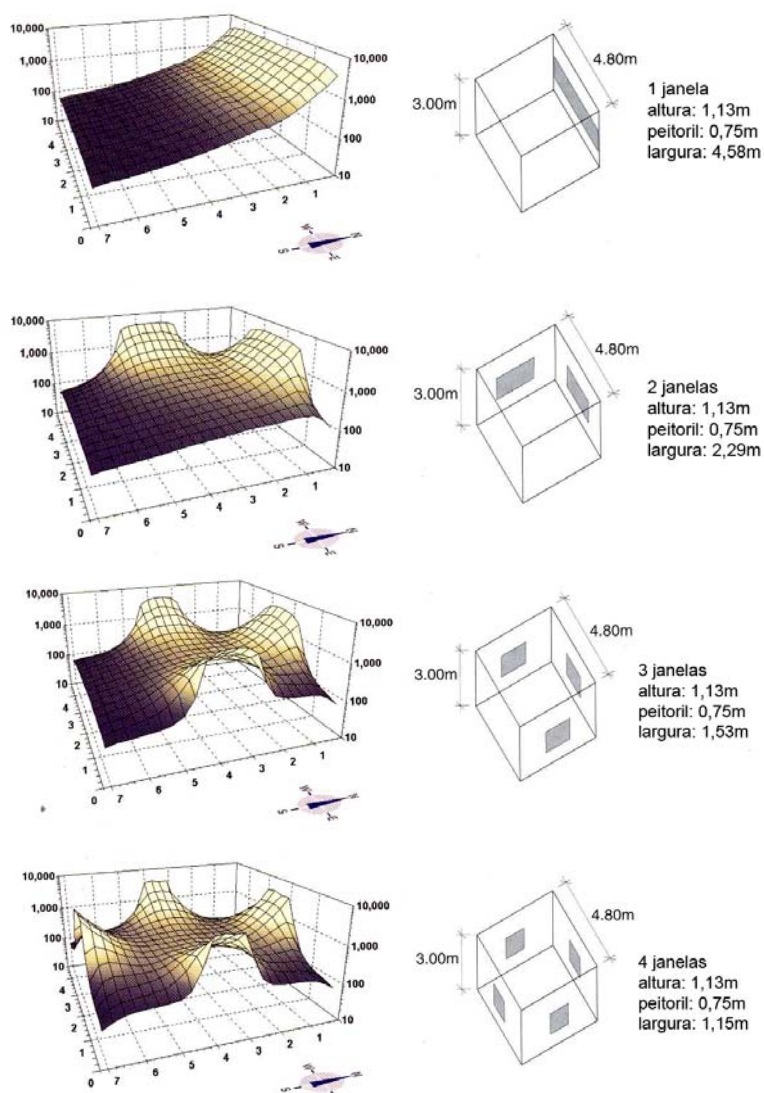 10,000
1,000
100
10
4
3
2
1
0
7
6
5
4
3
2
1
10,000
1,000
100
10
N
S
3.00m
4.80m
1 janela
altura: 1,13m
peitoril: 0,75m
largura: 4,58m
10,000
1,000
100
10
4
3
2
1
0
7
6
5
4
3
2
1
10,000
1,000
100
10
N
S
3.00m
4.80m
2 janelas
altura: 1,13m
peitoril: 0,75m
largura: 2,29m
10,000
1,000
100
10
4
3
2
1
0
7
6
5
4
3
2
1
10,000
1,000
100
10
N
S
3.00m
4.80m
3 janelas
altura: 1,13m
peitoril: 0,75m
largura: 1,53m
10,000
1,000
100
10
4
3
2
1
0
7
6
5
4
3
2
1
10,000
1,000
100
10
N
S
3.00m
4.80m
4 janelas
altura: 1,13m
peitoril: 0,75m
largura: 1,15m